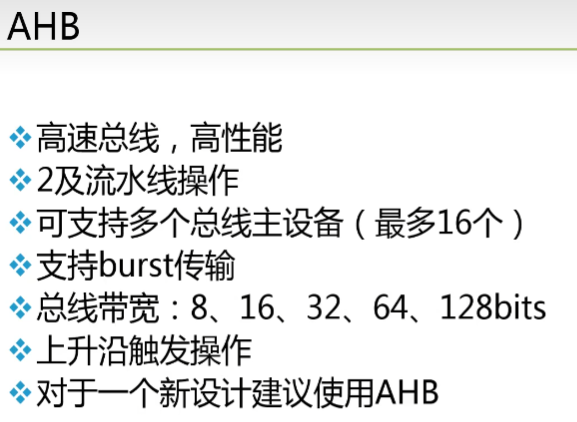 AHB
高速总线，高性能
2及流水线操作
可支持多个总线主设备（最多16个）
支持burst传输
总线带宽：8、16、32、64、128bits
上升沿触发操作
对于一个新设计建议使用AHB